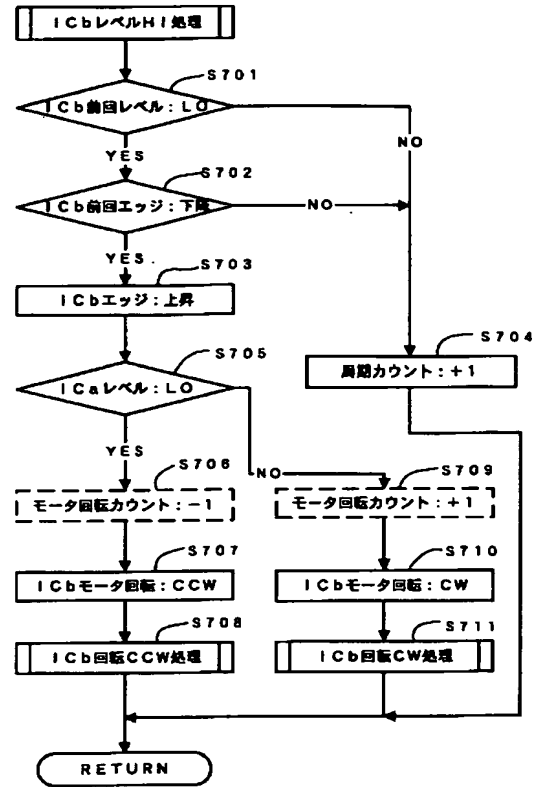 ICbレベルHI処理
S701
ICb前回レベル:LO
NO
YES
S702
ICb前回エッジ:下降
NO
YES
S703
ICbエッジ:上昇
S704
周期カウント:+1
S705
ICaレベル:LO
YES
NO
S706
モータ回転カウント:-1
S709
モータ回転カウント:+1
S707
ICbモータ回転:CCW
S710
ICbモータ回転:CW
S708
ICb回転CCW処理
S711
ICb回転CW処理
RETURN